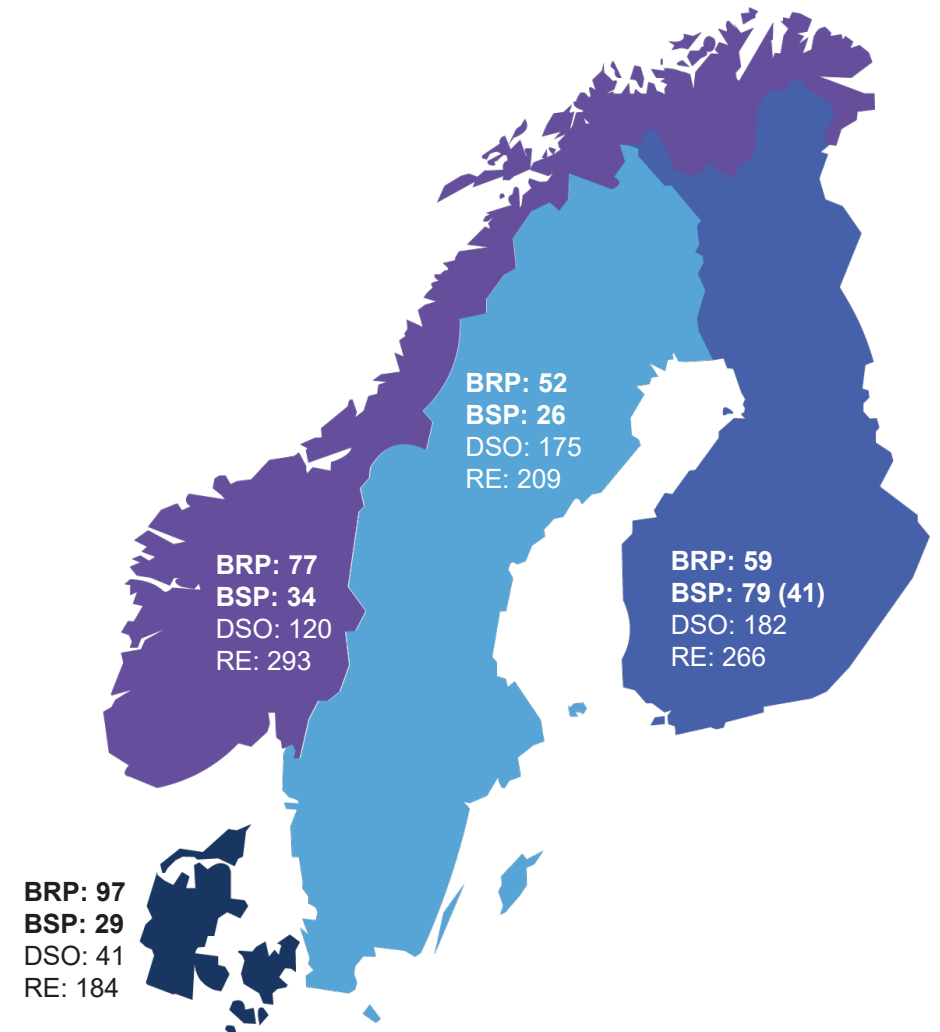 BRP: 52
BSP: 26
DSO: 175
RE: 209
BRP: 77
BSP: 34
DSO: 120
RE: 293
BRP: 59
BSP: 79 (41)
DSO: 182
RE: 266
BRP: 97
BSP: 29
DSO: 41
RE: 184